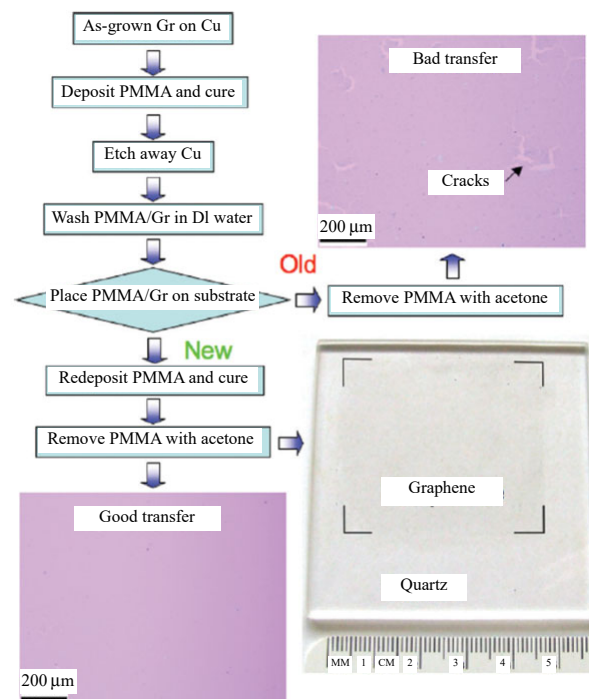 As-grown Gr on Cu
Deposit PMMA and cure
Etch away Cu
Wash PMMA/Gr in Dl water
Place PMMA/Gr on substrate
Old
Remove PMMA with acetone
Bad transfer
Cracks
200 μm
New
Redeposit PMMA and cure
Remove PMMA with acetone
Good transfer
200 μm
Graphene
Quartz
MM 1 CM 2 3 4 5